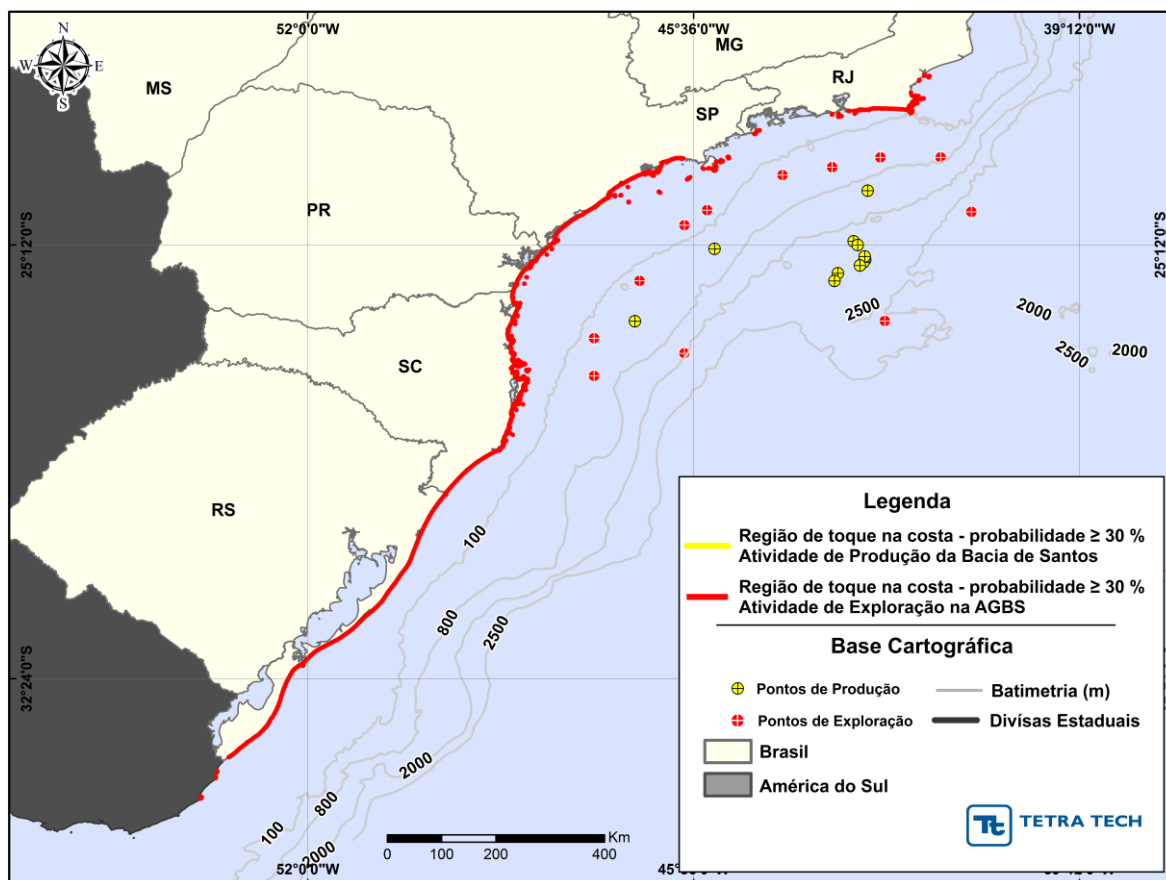 52°0'0"W
45°36'0"W
39°12'0"W
N
W
E
S
MG
RJ
MS
SP
PR
25°12'0"S
25°12'0"S
2500
2000
2500
2000
SC
RS
100
800
2500
32°24'0"S
2000
800
100
2000
52°0'0"W
Legenda
Região de toque na costa - probabilidade ≥ 30 %
Atividade de Produção da Bacia de Santos
Região de toque na costa - probabilidade ≥ 30 %
Atividade de Exploração na AGBS
Base Cartográfica
Pontos de Produção
Batimetria (m)
Pontos de Exploração
Divisas Estaduais
Brasil
América do Sul
Tt TETRA TECH
Km
0 100 200 400